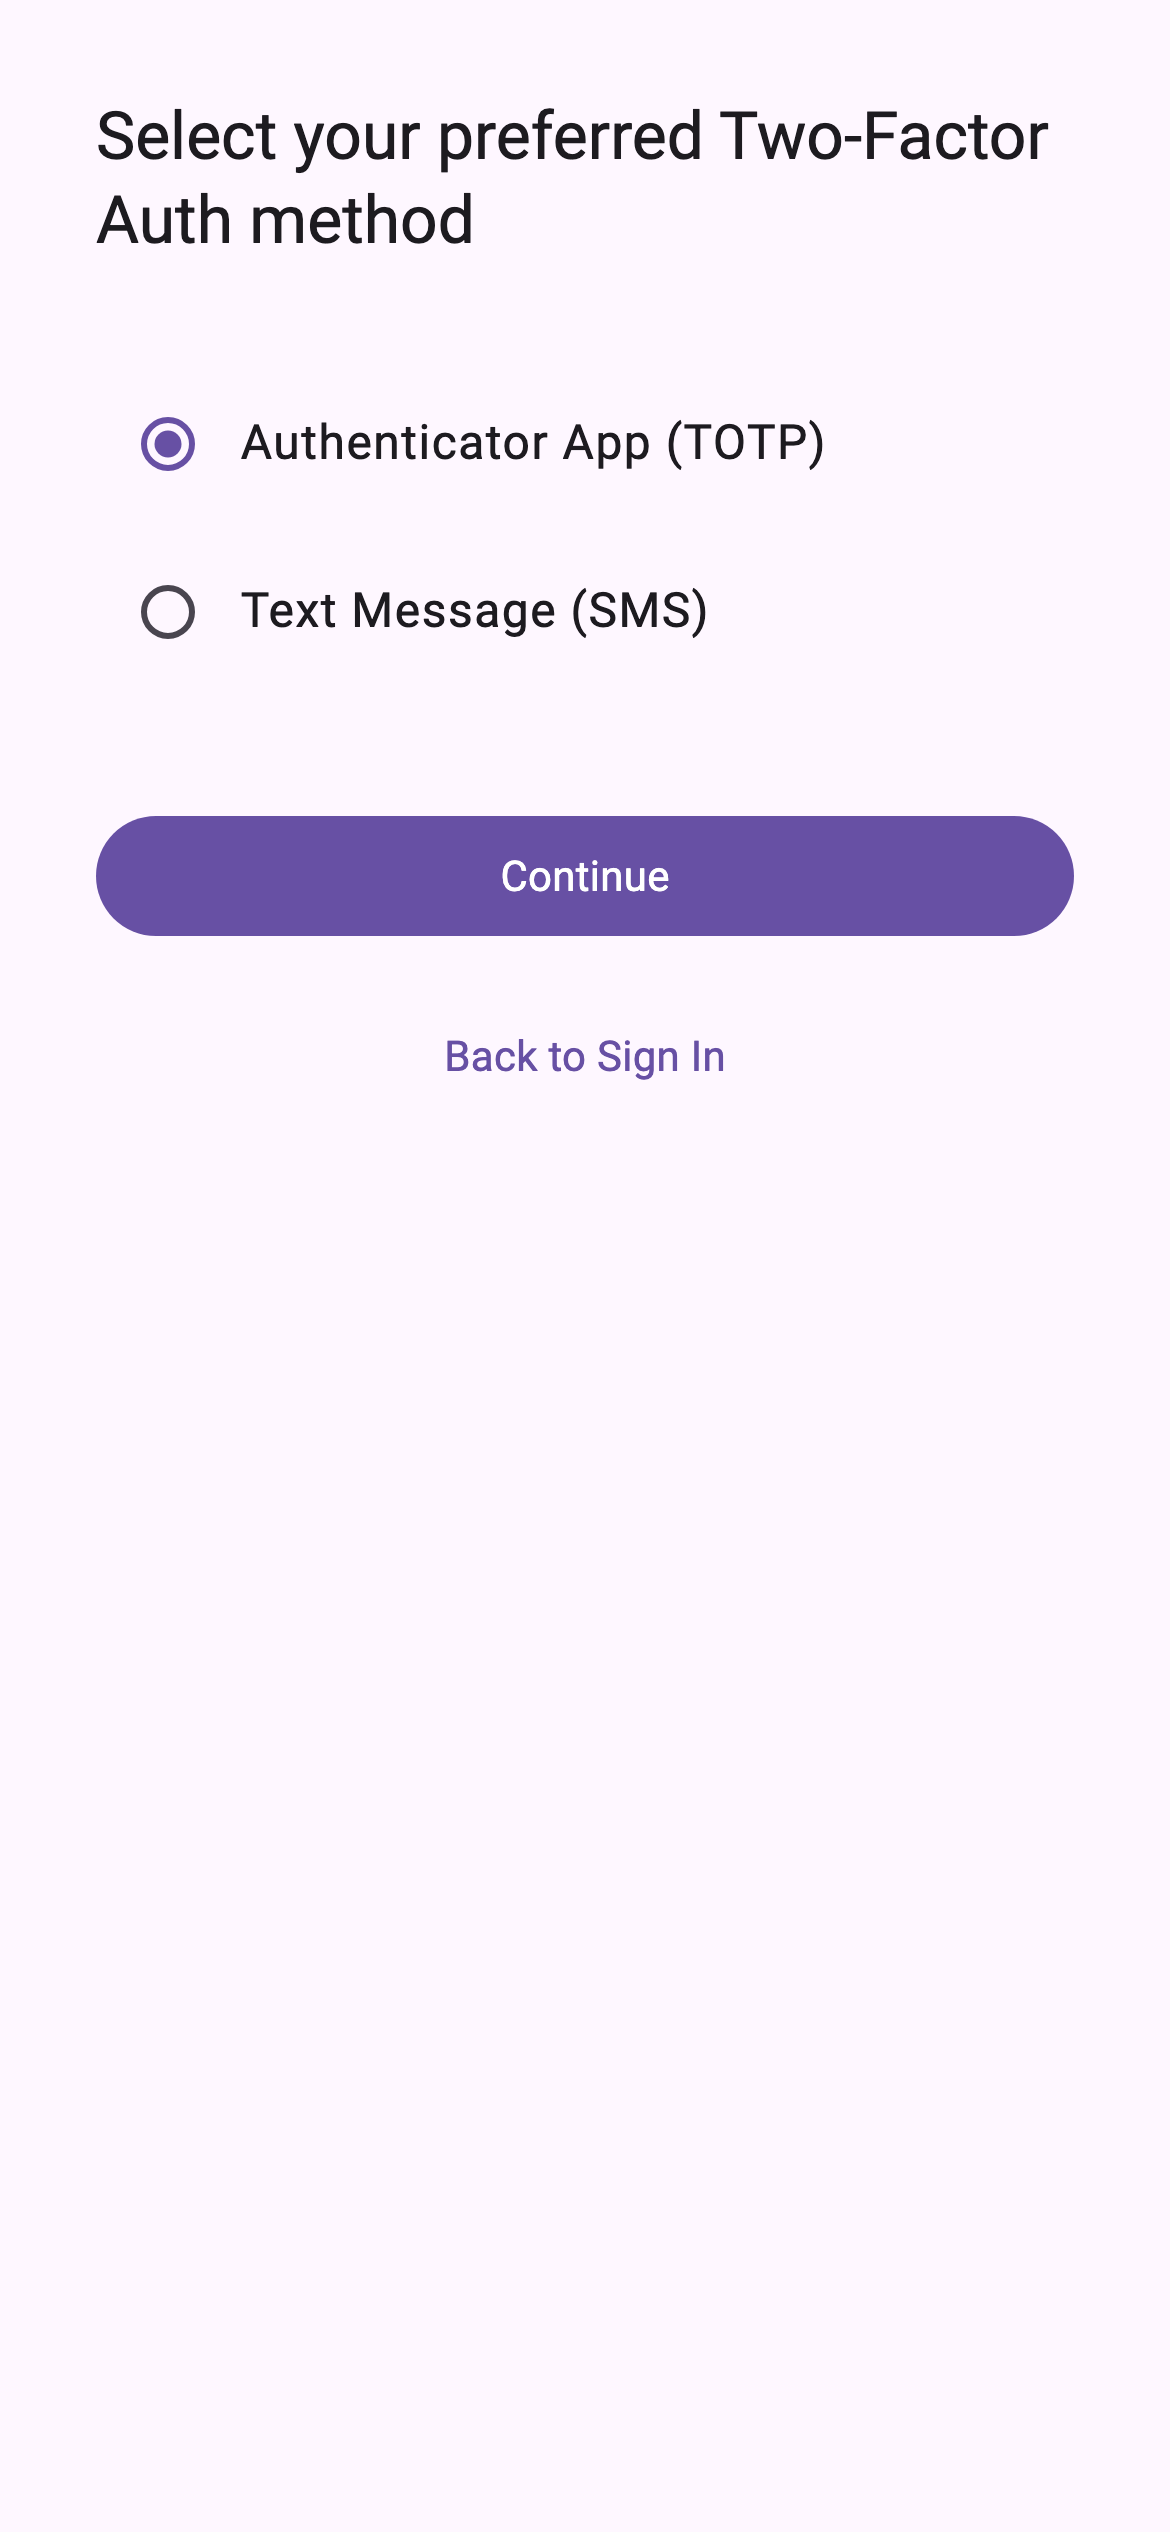 Select your preferred Two-Factor
Auth method
Authenticator App (TOTP)
Text Message (SMS)
Continue
Back to Sign In